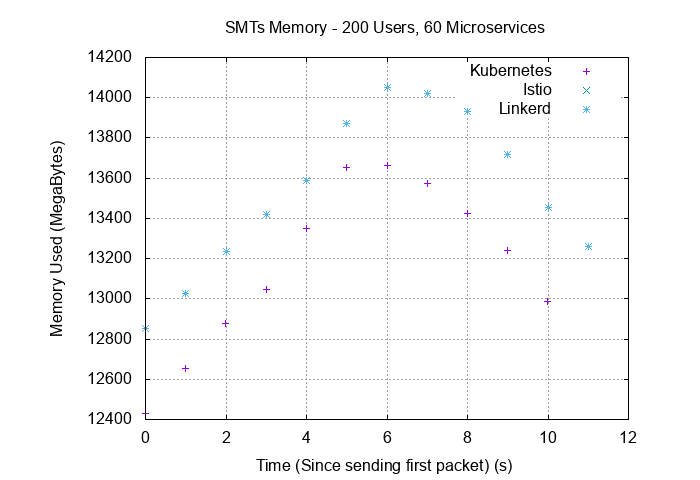 SMTs Memory - 200 Users, 60 Microservices
14200
14000
13800
13600
13400
13200
13000
12800
12600
12400
Memory Used (MegaBytes)
Kubernetes
Istio
Linkerd
0 2 4 6 8 10 12
Time (Since sending first packet) (s)